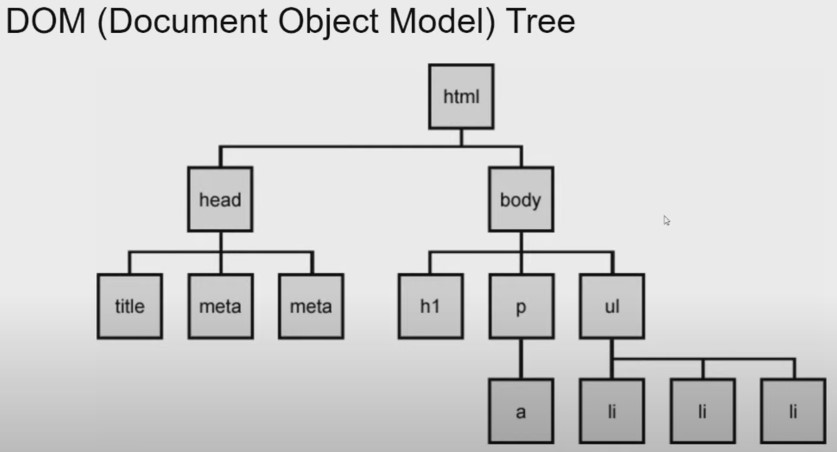 DOM (Document Object Model) Tree
html
head
body
title
meta
meta
h1
p
ul
a
li
li
li